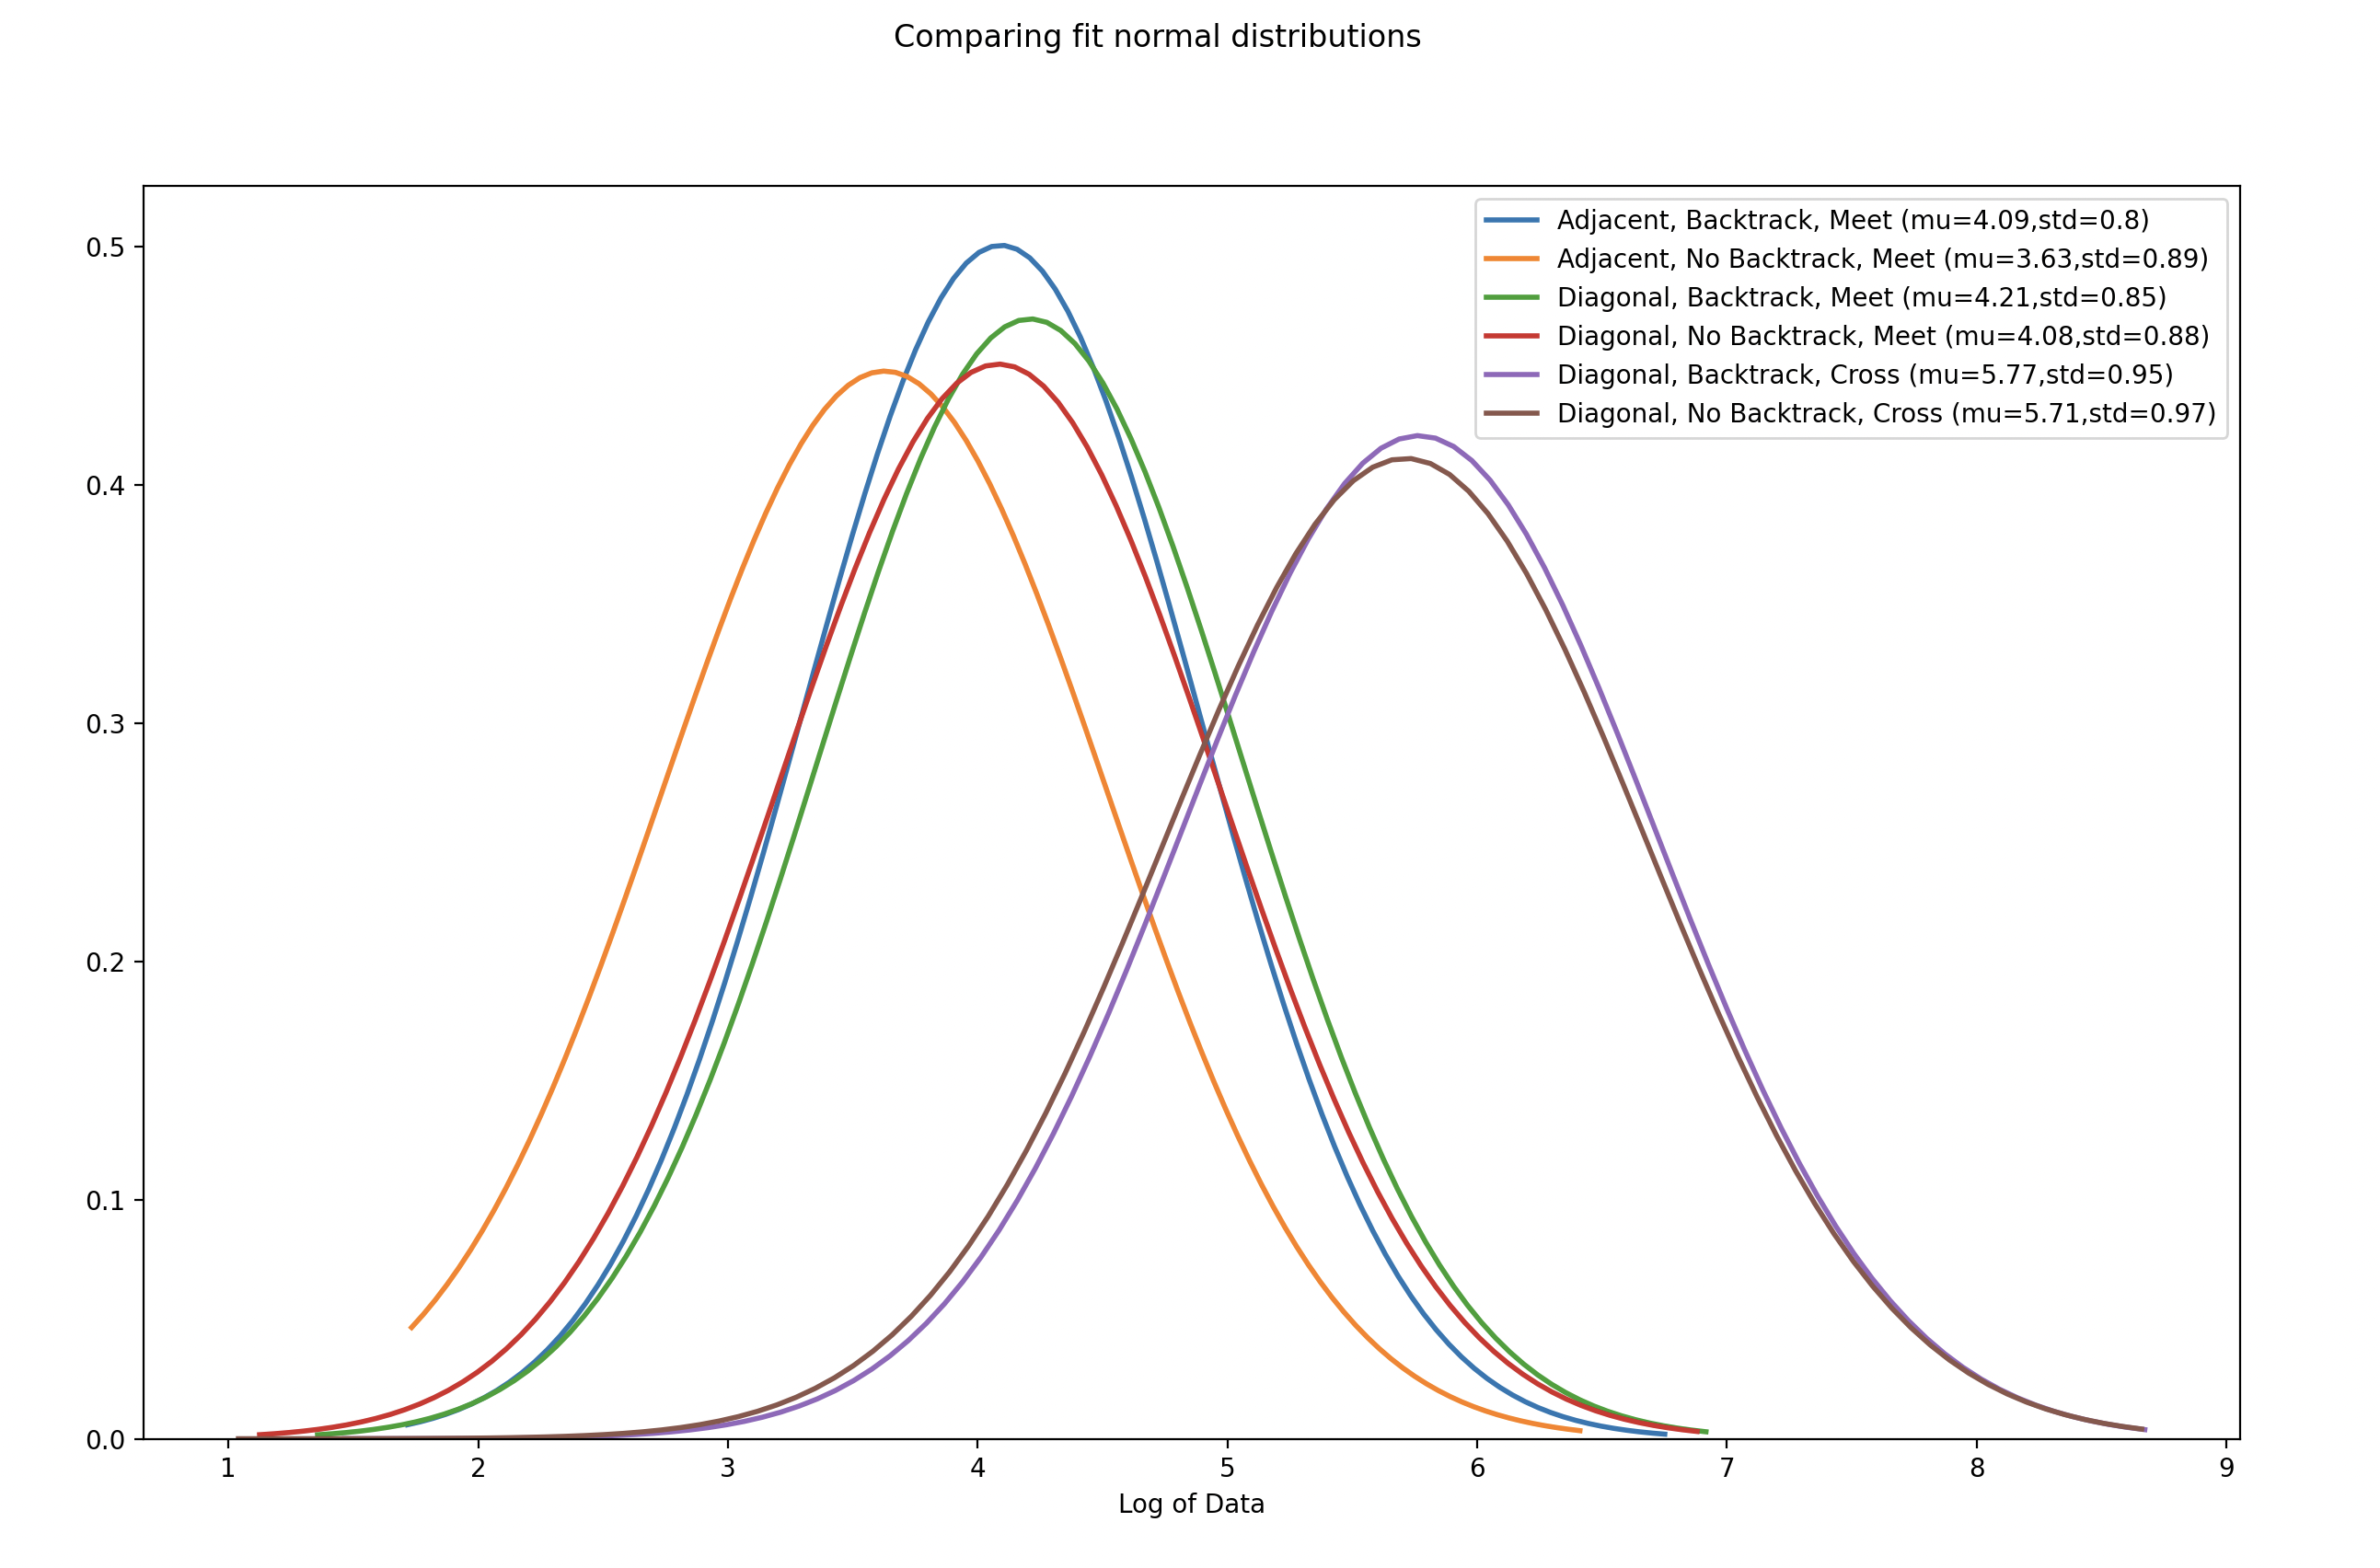 Comparing fit normal distributions
Adjacent, Backtrack, Meet (mu=4.09,std=0.8)
Adjacent, No Backtrack, Meet (mu=3.63,std=0.89)
Diagonal, Backtrack, Meet (mu=4.21,std=0.85)
Diagonal, No Backtrack, Meet (mu=4.08,std=0.88)
Diagonal, Backtrack, Cross (mu=5.77,std=0.95)
Diagonal, No Backtrack, Cross (mu=5.71,std=0.97)
0.5
0.4
0.3
0.2
0.1
0.0
1 2 3 4 5 6 7 8 9
Log of Data